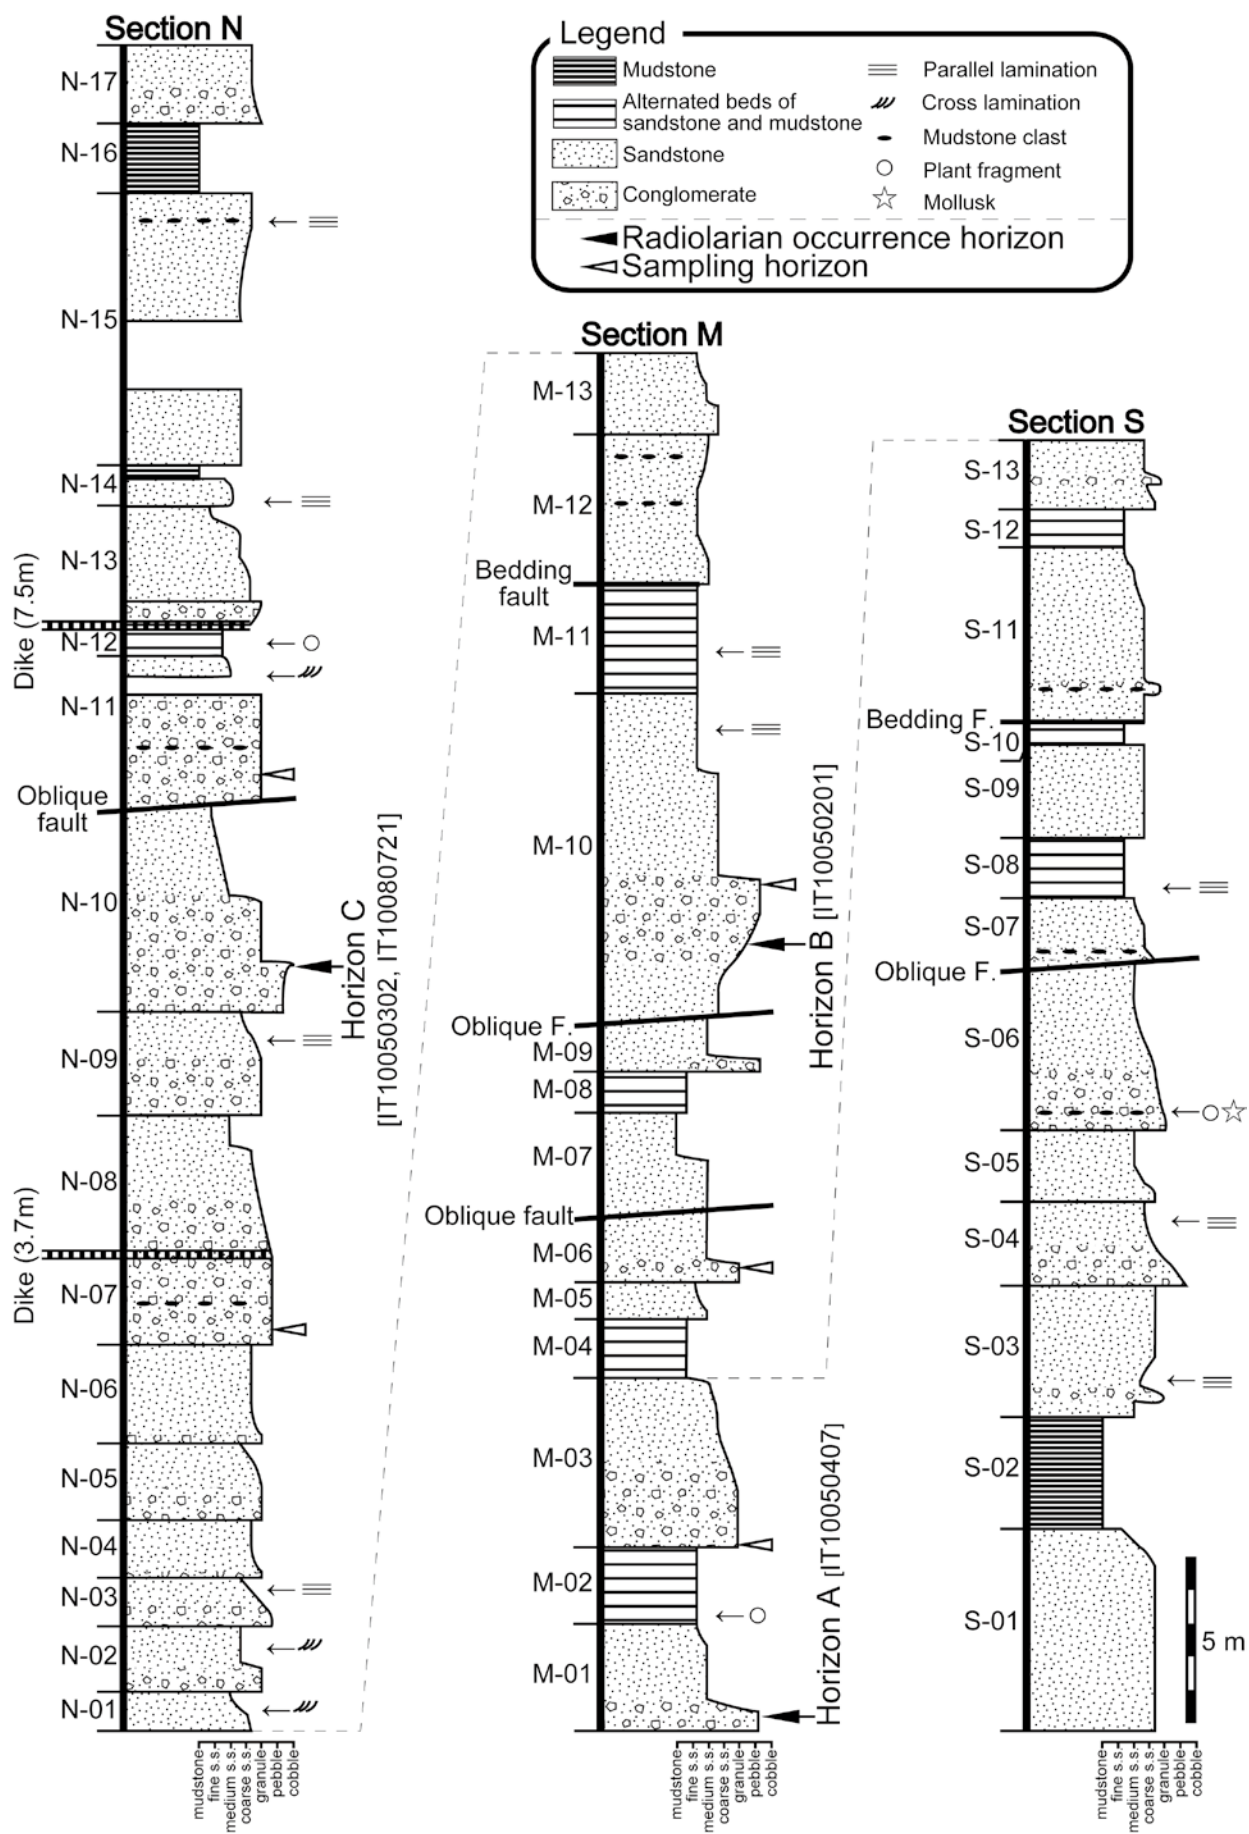 Section N
N-17
N-16
N-15
N-14
N-13
Dike (7.5m)
N-12
N-11
Oblique
fault
N-10
Horizon C
[IT10050302, IT10080721]
N-09
N-08
Dike (3.7m)
N-07
N-06
N-05
N-04
N-03
N-02
N-01
mudstone
fine s.s.
medium s.s.
coarse s.s.
granule
pebble
cobble
Legend
Mudstone
Alternated beds of
sandstone and mudstone
Sandstone
Conglomerate
Parallel lamination
Cross lamination
Mudstone clast
Plant fragment
Mollusk
Radiolarian occurrence horizon
Sampling horizon
Section M
M-13
M-12
Bedding
fault
M-11
M-10
Horizon B [IT10050201]
Oblique F.
M-09
M-08
M-07
Oblique fault
M-06
M-05
M-04
M-03
M-02
M-01
Horizon A [IT10050407]
mudstone
fine s.s.
medium s.s.
coarse s.s.
granule
pebble
cobble
Section S
S-13
S-12
S-11
Bedding F.
S-10
S-09
S-08
S-07
Oblique F.
S-06
S-05
S-04
S-03
S-02
S-01
5 m
mudstone
fine s.s.
medium s.s.
coarse s.s.
granule
pebble
cobble